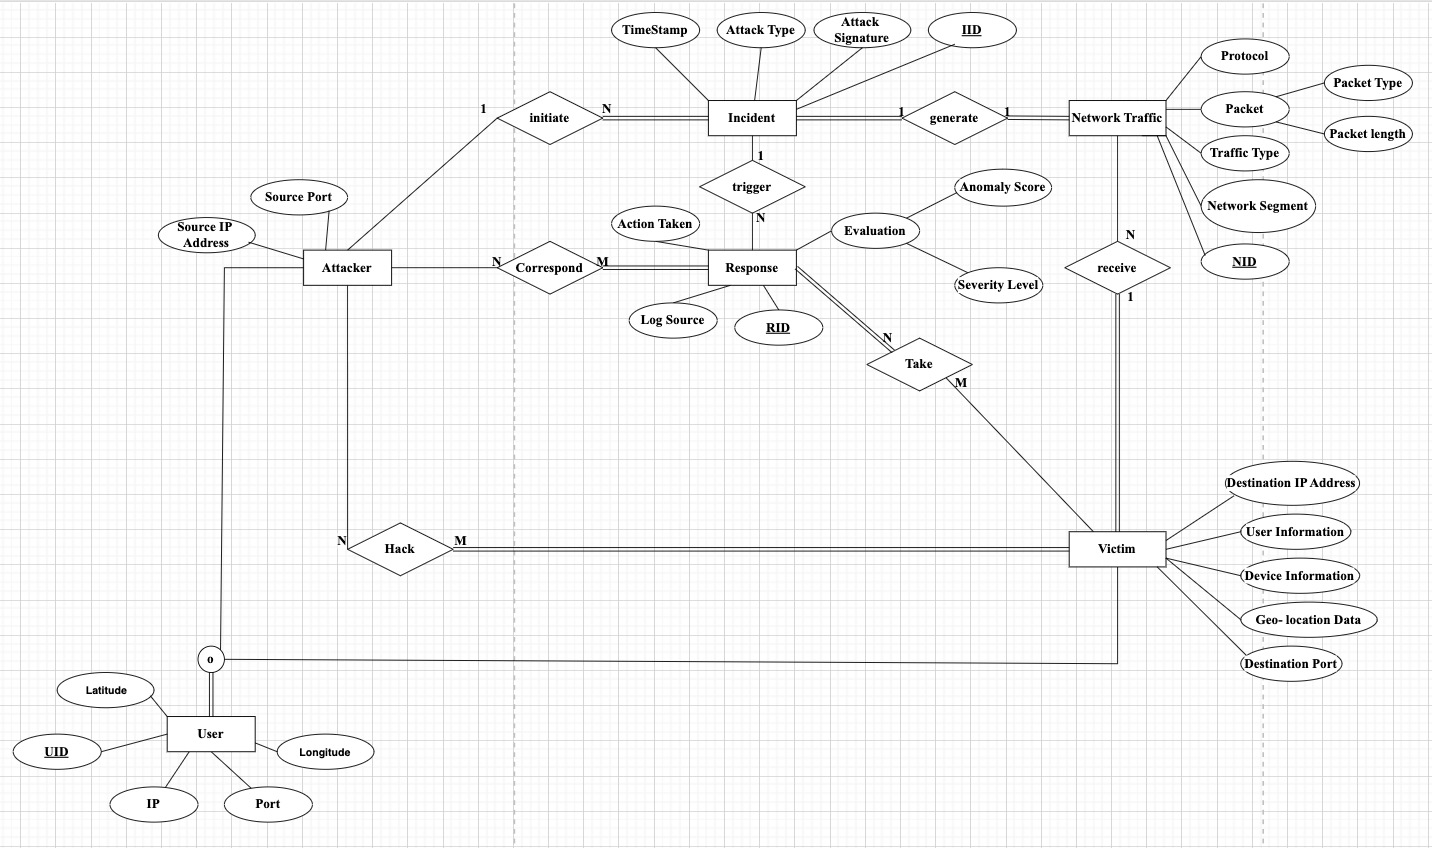 TimeStamp
Attack Type
Attack
Signature
IID
Protocol
Packet Type
1
initiate
N
Incident
1
generate
1
Network Traffic
Packet
Packet length
Traffic Type
1
trigger
N
Anomaly Score
Network Segment
Source Port
Source IP
Address
Action Taken
Evaluation
N
receive
1
NID
Attacker
N
Correspond
M
Response
Severity Level
Log Source
RID
N
Take
M
Destination IP Address
User Information
N
Hack
M
Victim
Device Information
Geo- location Data
Destination Port
o
Latitude
User
UID
Longitude
IP
Port